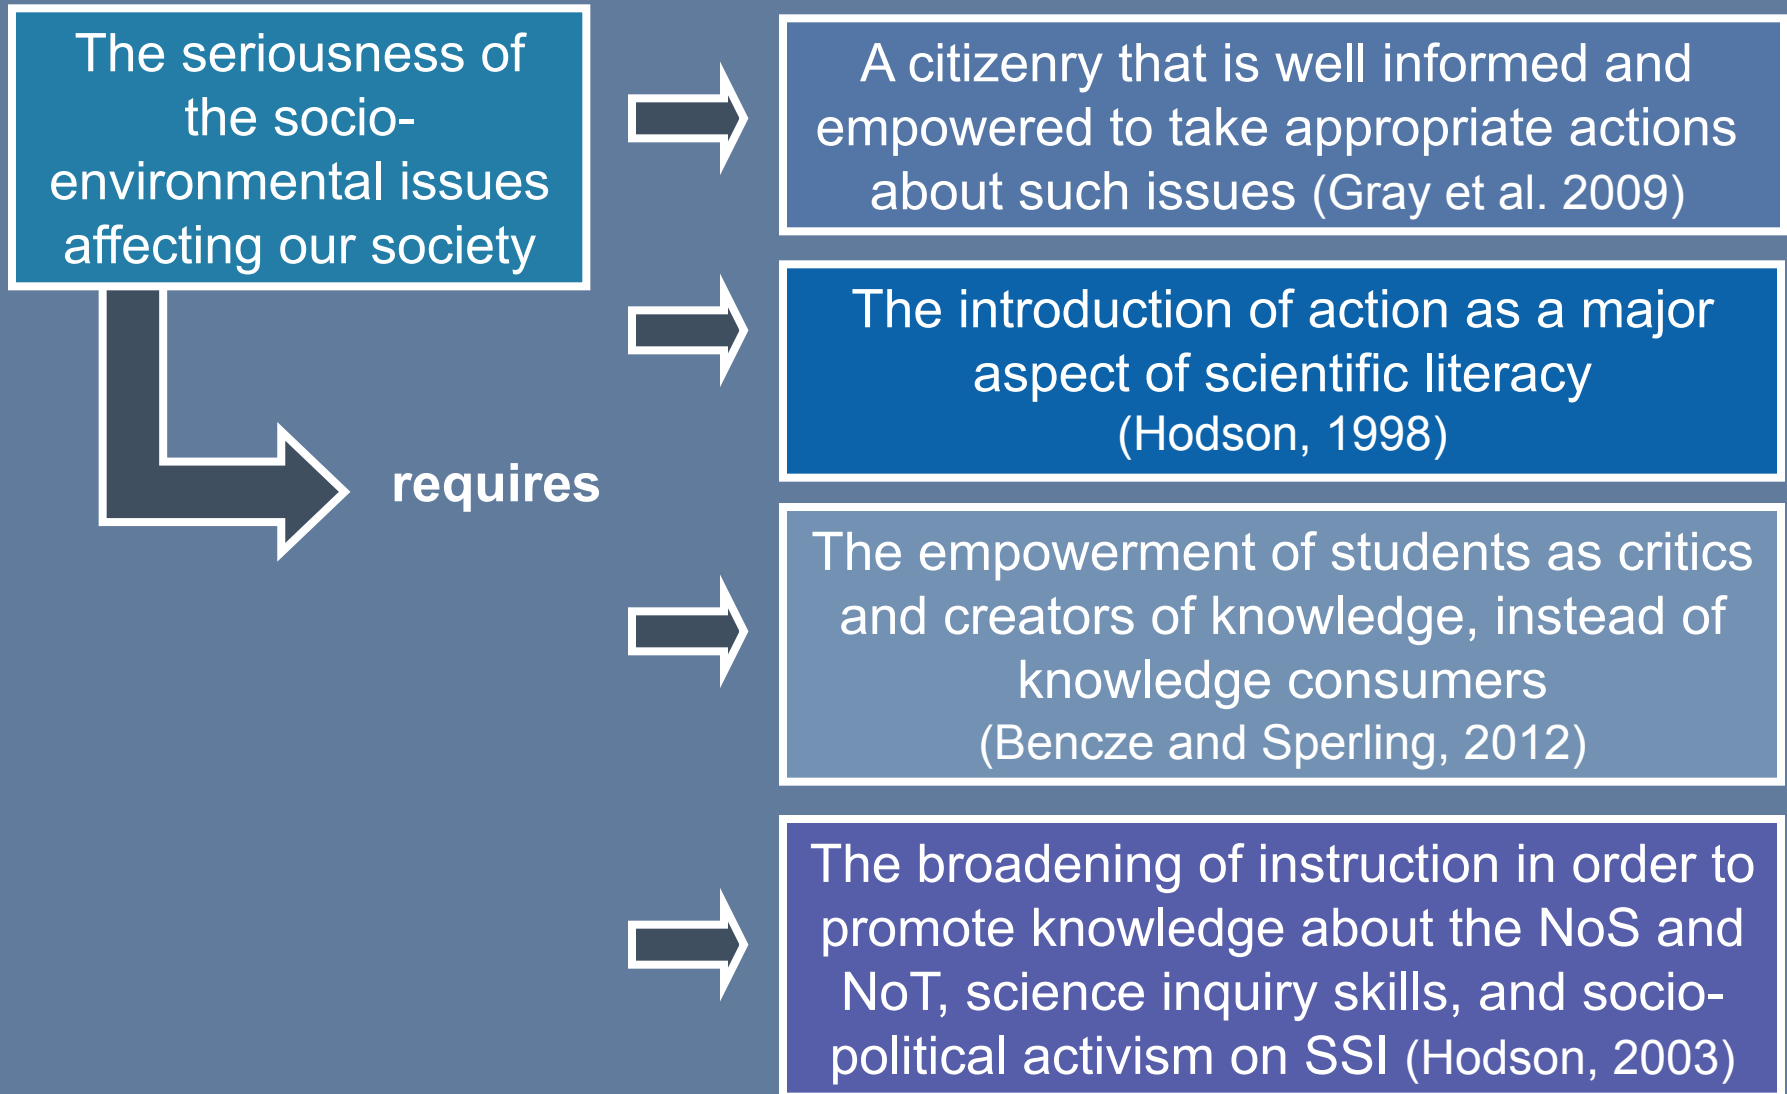 The seriousness of
the socio-
environmental issues
affecting our society
requires
A citizenry that is well informed and
empowered to take appropriate actions
about such issues (Gray et al. 2009)
The introduction of action as a major
aspect of scientific literacy
(Hodson, 1998)
The empowerment of students as critics
and creators of knowledge, instead of
knowledge consumers
(Bencze and Sperling, 2012)
The broadening of instruction in order to
promote knowledge about the NoS and
NoT, science inquiry skills, and socio-
political activism on SSI (Hodson, 2003)